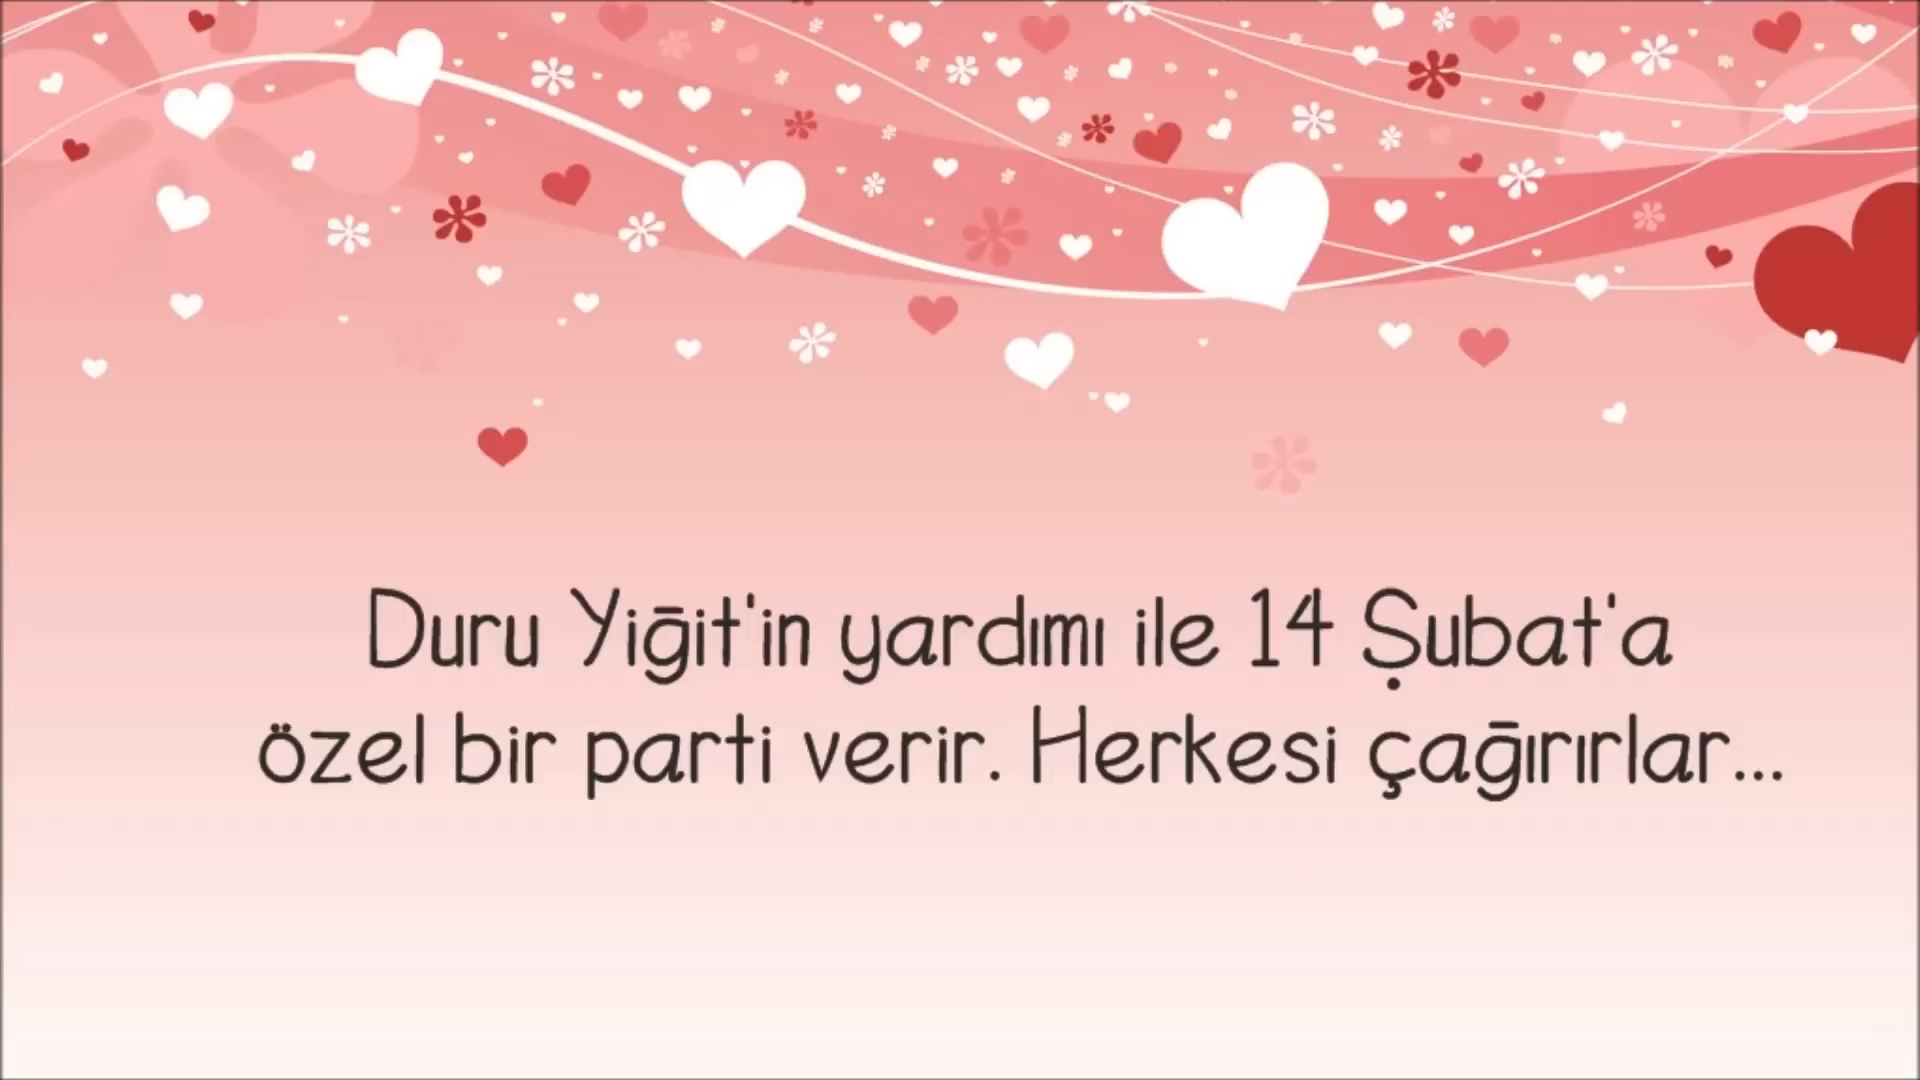 Duru Yiğit'in yardımı ile 14 Şubat'a
özel bir parti verir. Herkesi çağırırlar...